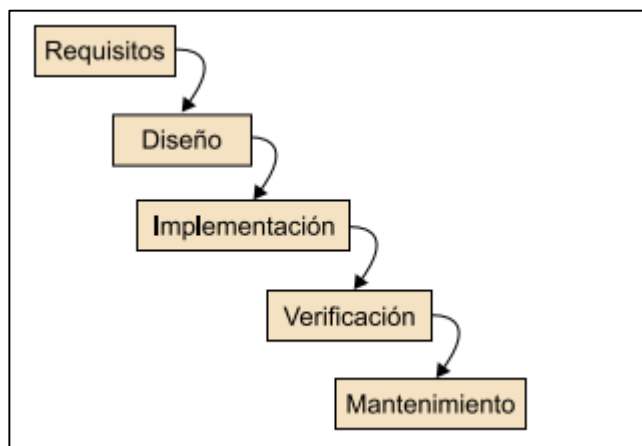 Requisitos
Diseño
Implementación
Verificación
Mantenimiento